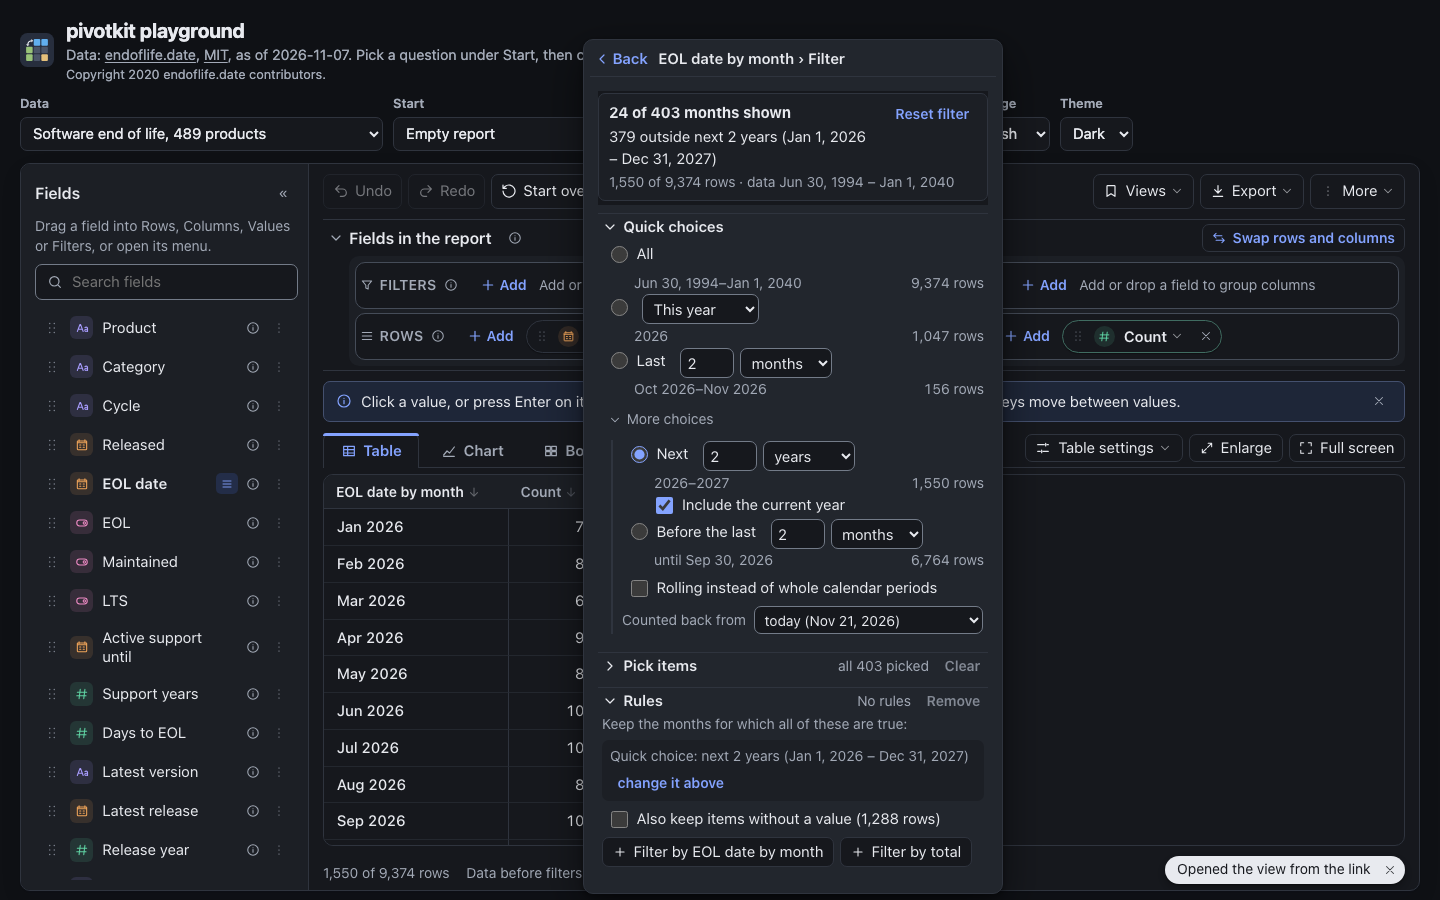 pivotkit playground
Data: endoflife.date, MIT, as of 2026-11-07. Pick a question under Start, then
Copyright 2020 endoflife.date contributors.
Data
Start
Theme
Software end of life, 489 products
Empty report
Dark
Fields
«
Drag a field into Rows, Columns, Values
or Filters, or open its menu.
Search fields
Aa Product
Aa Category
Aa Cycle
Released
EOL date
EOL
Maintained
LTS
Active support
until
# Support years
# Days to EOL
Aa Latest version
Latest release
# Release year
Undo
Redo
Start ove
Views
Export
More
Fields in the report
Swap rows and columns
FILTERS
+ Add
Add or
+ Add
Add or drop a field to group columns
ROWS
+ Add
+ Add
# Count
Click a value, or press Enter on it
eys move between values.
Table
Chart
Bo
Table settings
Enlarge
Full screen
EOL date by month ↓
Count ↓
Jan 2026
7
Feb 2026
8
Mar 2026
6
Apr 2026
9
May 2026
8
Jun 2026
10
Jul 2026
10
Aug 2026
8
Sep 2026
10
1,550 of 9,374 rows
Data before filters
Back
EOL date by month › Filter
24 of 403 months shown
Reset filter
379 outside next 2 years (Jan 1, 2026
– Dec 31, 2027)
1,550 of 9,374 rows · data Jun 30, 1994 – Jan 1, 2040
Quick choices
All
Jun 30, 1994–Jan 1, 2040
9,374 rows
This year
2026
1,047 rows
Last 2 months
Oct 2026–Nov 2026
156 rows
More choices
Next 2 years
2026–2027
1,550 rows
Include the current year
Before the last 2 months
until Sep 30, 2026
6,764 rows
Rolling instead of whole calendar periods
Counted back from today (Nov 21, 2026)
Pick items
all 403 picked
Clear
Rules
No rules
Remove
Keep the months for which all of these are true:
Quick choice: next 2 years (Jan 1, 2026 – Dec 31, 2027)
change it above
Also keep items without a value (1,288 rows)
+ Filter by EOL date by month
+ Filter by total
Opened the view from the link